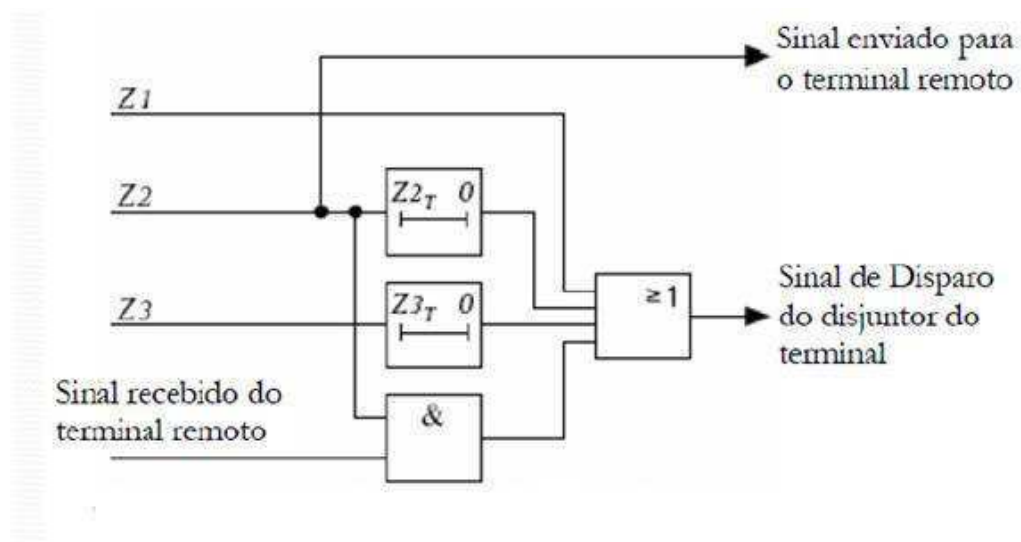 Sinal enviado para
o terminal remoto
Z1
Z2
Z2T 0
Z3
Z3T 0
≥1
Sinal de Disparo
do disjuntor do
terminal
Sinal recebido do
terminal remoto
&